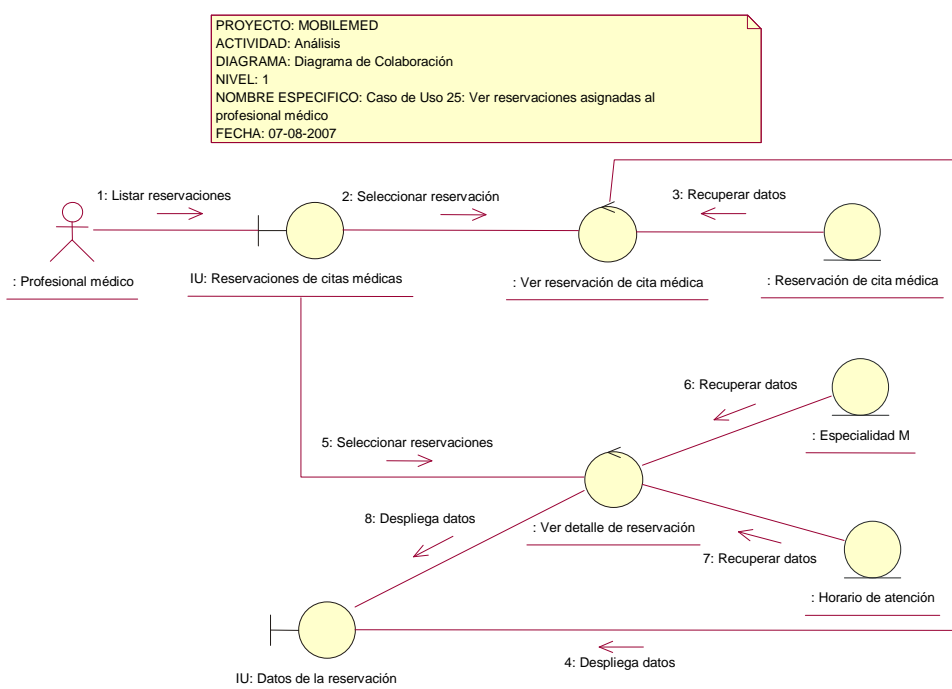 PROYECTO: MOBILEMED
ACTIVIDAD: Análisis
DIAGRAMA: Diagrama de Colaboración
NIVEL: 1
NOMBRE ESPECIFICO: Caso de Uso 25: Ver reservaciones asignadas al
profesional médico
FECHA: 07-08-2007
1: Listar reservaciones
2: Seleccionar reservación
3: Recuperar datos
: Profesional médico
IU: Reservaciones de citas médicas
: Ver reservación de cita médica
: Reservación de cita médica
6: Recuperar datos
: Especialidad M
5: Seleccionar reservaciones
8: Despliega datos
: Ver detalle de reservación
7: Recuperar datos
: Horario de atención
4: Despliega datos
IU: Datos de la reservación